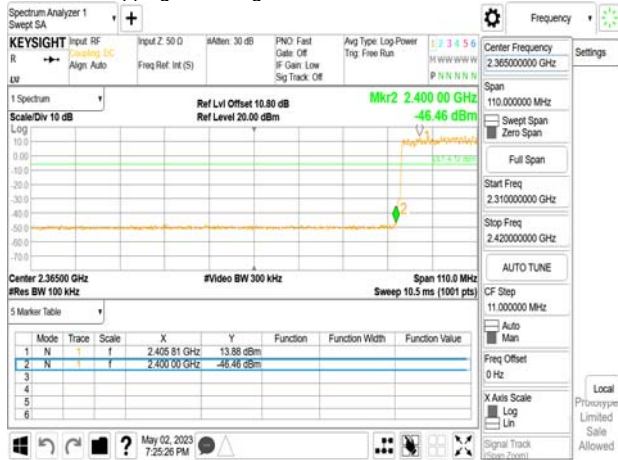 Spectrum Analyzer 1
Swept SA
Frequency
KEYSIGHT
R
Input: RF
Coupling: DC
Align: Auto
Input Z: 50 Ω
Freq Ref: Int (S)
#Atten: 30 dB
PNO: Fast
Gate: Off
IF Gain: Low
Sig Track: Off
Avg Type: Log-Power
Trig: Free Run
1 2 3 4 5 6
M W W W W W
P N N N N N
1 Spectrum
Scale/Div 10 dB
Log
Ref Lvl Offset 10.80 dB
Ref Level 20.00 dBm
Mkr2 2.400 00 GHz
-46.46 dBm
10.0
0.00
-10.0
-20.0
-30.0
-40.0
-50.0
-60.0
-70.0
1
2
Center 2.36500 GHz
#Res BW 100 kHz
#Video BW 300 kHz
Span 110.0 MHz
Sweep 10.5 ms (1001 pts)
5 Marker Table
Mode Trace Scale X Y Function Function Width Function Value
1 N 1 f 2.405 81 GHz 13.88 dBm
2 N 1 f 2.400 00 GHz -46.46 dBm
3
4
5
6
May 02, 2023
7:25:26 PM
Center Frequency
2.365000000 GHz
Span
110.000000 MHz
Swept Span
Zero Span
Full Span
Start Freq
2.310000000 GHz
Stop Freq
2.420000000 GHz
AUTO TUNE
CF Step
11.000000 MHz
Auto
Man
Freq Offset
0 Hz
X Axis Scale
Log
Lin
Signal Track
(Span Zoom)
Settings
Local
Prototype
Limited
Sale
Allowed